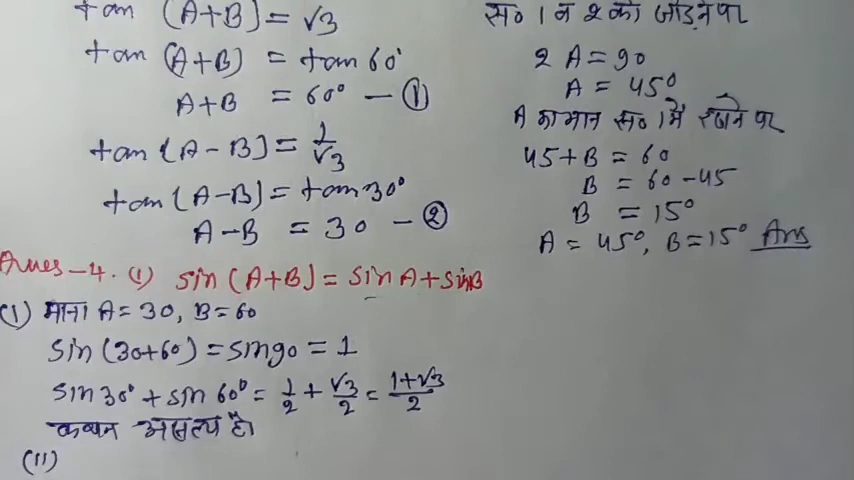 tan (A+B) = √3
tan (A+B) = tan 60°
A+B = 60° — ①
tan (A-B) = 1/√3
tan (A-B) = tan 30°
A-B = 30 — ②
स० 1 व 2 को जोड़ने पर
2 A = 90
A = 45°
A का मान स० 1 में रखने पर
45+B = 60
B = 60-45
B = 15°
A = 45°, B = 15° Ans
Ques-4. (1) sin (A+B) = sin A + sin B
(1) माना A = 30, B = 60
sin (30+60) = sin 90 = 1
sin 30° + sin 60° = 1/2 + √3/2 = 1+√3/2
कथन असत्य है।
(II)